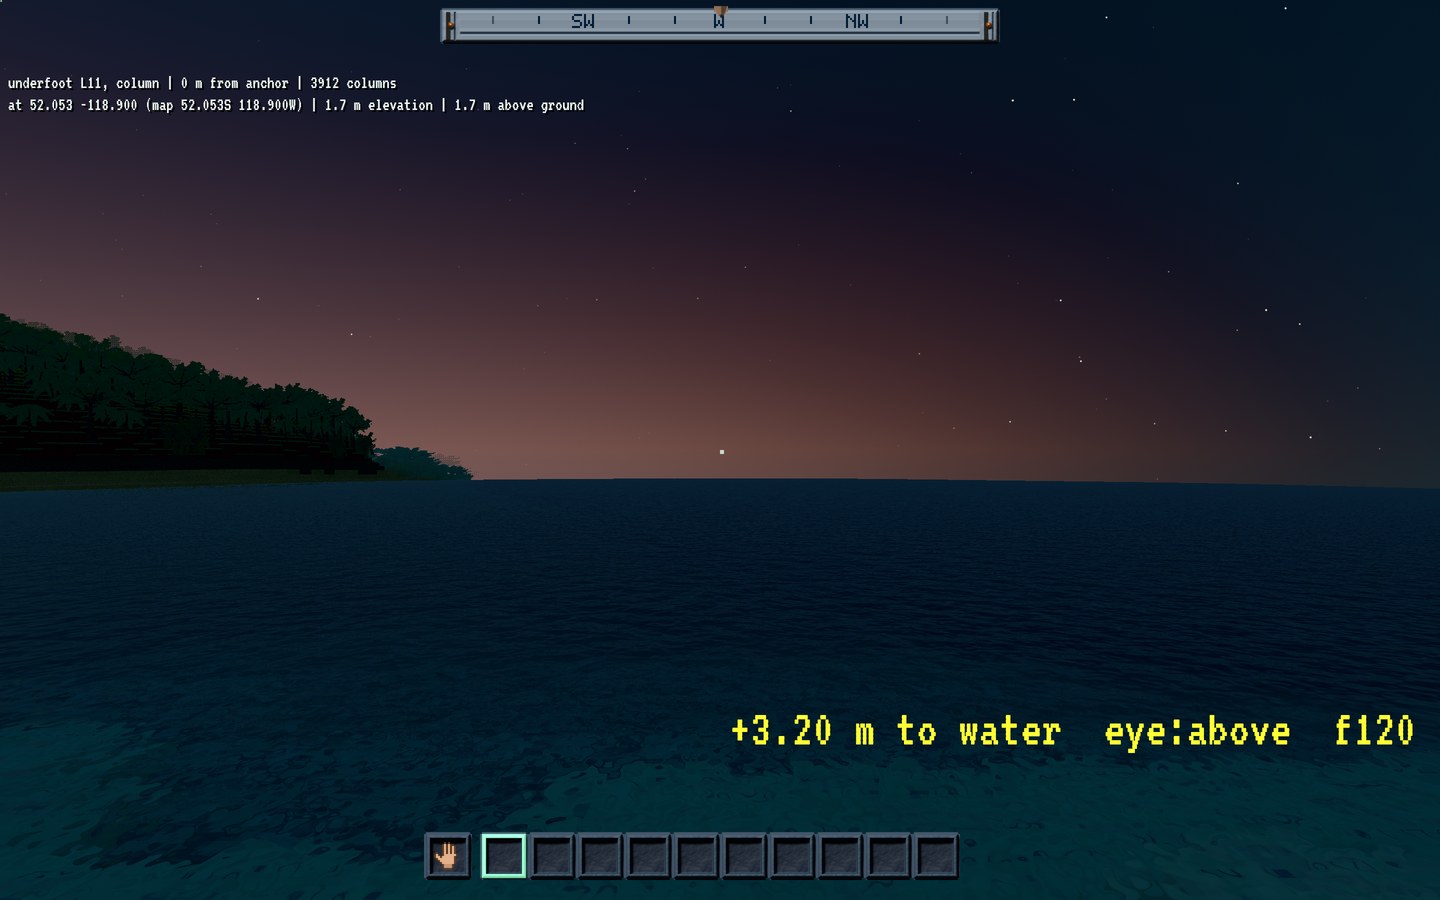 SW W NW
underfoot L11, column | 0 m from anchor | 3912 columns
at 52.053 -118.900 (map 52.053S 118.900W) | 1.7 m elevation | 1.7 m above ground
+3.20 m to water eye:above f120